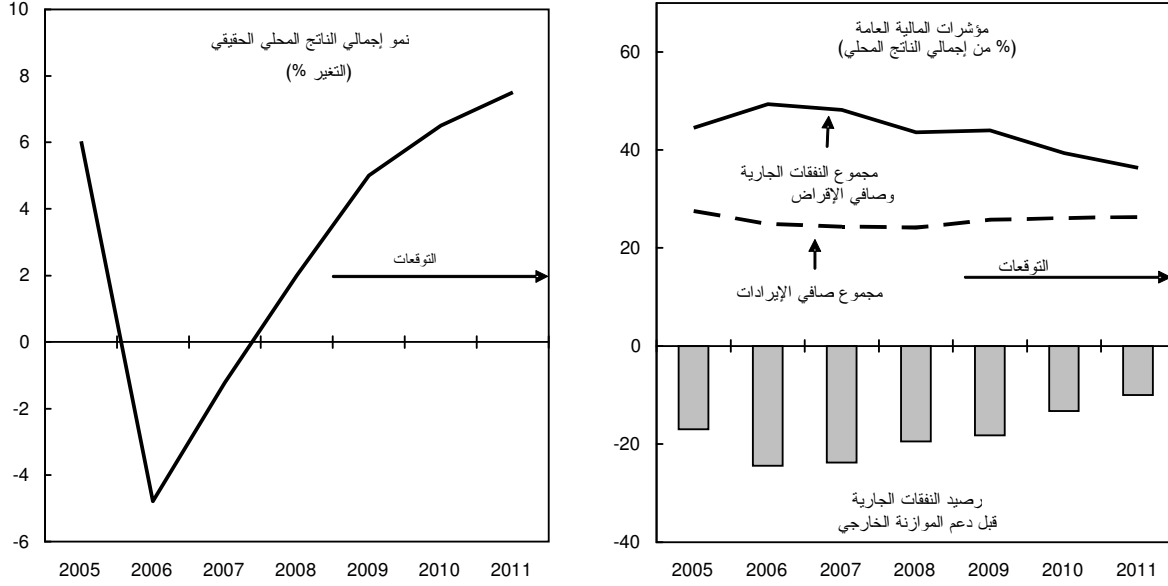 نمو إجمالي الناتج المحلي الحقيقي
(التغير %)
10
8
6
4
2
0
-2
-4
-6
التوقعات
2005 2006 2007 2008 2009 2010 2011
مؤشرات المالية العامة
(% من إجمالي الناتج المحلي)
60
40
20
0
-20
-40
مجموع النفقات الجارية
وصافي الإقراض
التوقعات
مجموع صافي الإيرادات
رصيد النفقات الجارية
قبل دعم الموازنة الخارجي
2005 2006 2007 2008 2009 2010 2011